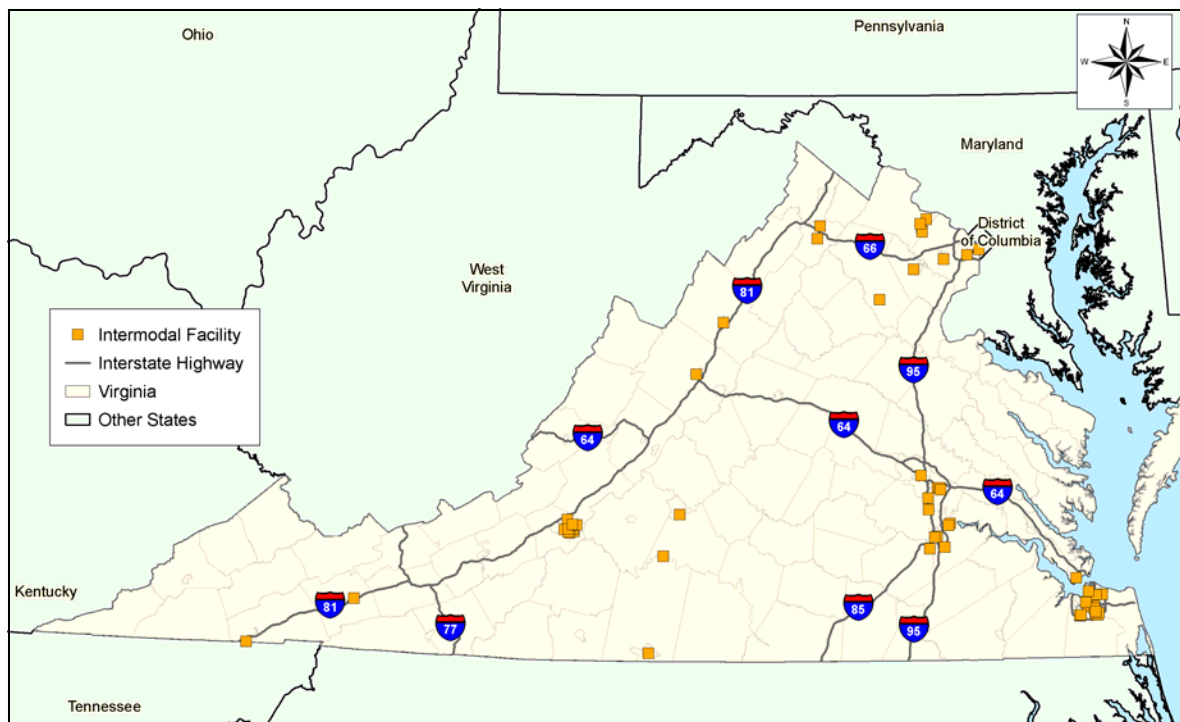 Ohio
Pennsylvania
N
W
E
S
Maryland
District
of Columbia
66
West
Virginia
81
Intermodal Facility
Interstate Highway
Virginia
Other States
95
64
64
64
Kentucky
81
77
85
95
Tennessee